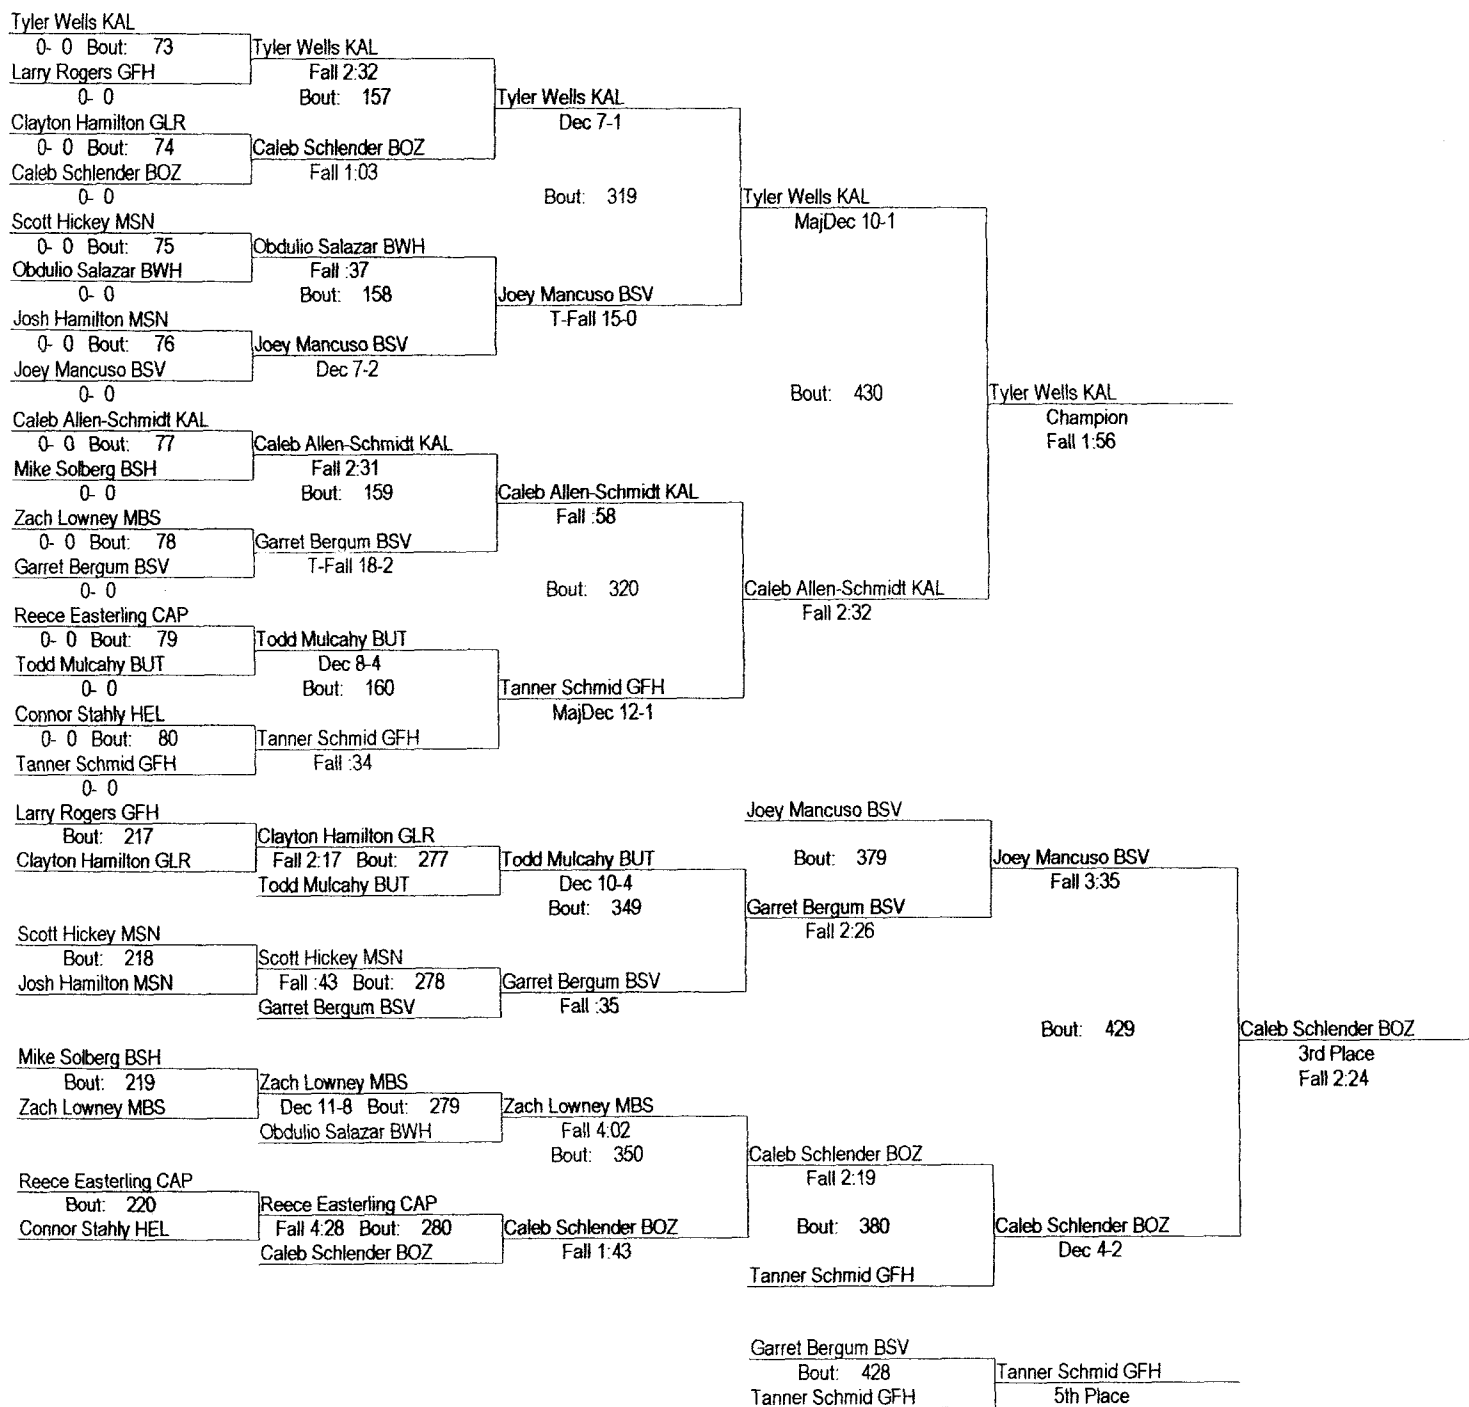 Tyler Wells KAL
0- 0 Bout: 73
Larry Rogers GFH
0- 0
Clayton Hamilton GLR
0- 0 Bout: 74
Caleb Schlender BOZ
0- 0
Scott Hickey MSN
0- 0 Bout: 75
Obdulio Salazar BWH
0- 0
Josh Hamilton MSN
0- 0 Bout: 76
Joey Mancuso BSV
0- 0
Caleb Allen-Schmidt KAL
0- 0 Bout: 77
Mike Solberg BSH
0- 0
Zach Lowney MBS
0- 0 Bout: 78
Garret Bergum BSV
0- 0
Reece Easterling CAP
0- 0 Bout: 79
Todd Mulcahy BUT
0- 0
Connor Stahly HEL
0- 0 Bout: 80
Tanner Schmid GFH
0- 0
Tyler Wells KAL
Fall 2:32
Bout: 157
Caleb Schlender BOZ
Fall 1:03
Obdulio Salazar BWH
Fall :37
Bout: 158
Joey Mancuso BSV
Dec 7-2
Caleb Allen-Schmidt KAL
Fall 2:31
Bout: 159
Garret Bergum BSV
T-Fall 18-2
Todd Mulcahy BUT
Dec 8-4
Bout: 160
Tanner Schmid GFH
Fall :34
Tyler Wells KAL
Dec 7-1
Bout: 319
Joey Mancuso BSV
T-Fall 15-0
Caleb Allen-Schmidt KAL
Fall :58
Bout: 320
Tanner Schmid GFH
MajDec 12-1
Tyler Wells KAL
MajDec 10-1
Bout: 430
Caleb Allen-Schmidt KAL
Fall 2:32
Tyler Wells KAL
Champion
Fall 1:56
Larry Rogers GFH
Bout: 217
Clayton Hamilton GLR
Scott Hickey MSN
Bout: 218
Josh Hamilton MSN
Mike Solberg BSH
Bout: 219
Zach Lowney MBS
Reece Easterling CAP
Bout: 220
Connor Stahly HEL
Clayton Hamilton GLR
Fall 2:17 Bout: 277
Todd Mulcahy BUT
Scott Hickey MSN
Fall :43 Bout: 278
Garret Bergum BSV
Zach Lowney MBS
Dec 11-8 Bout: 279
Obdulio Salazar BWH
Reece Easterling CAP
Fall 4:28 Bout: 280
Caleb Schlender BOZ
Todd Mulcahy BUT
Dec 10-4
Bout: 349
Garret Bergum BSV
Fall :35
Zach Lowney MBS
Fall 4:02
Bout: 350
Caleb Schlender BOZ
Fall 1:43
Joey Mancuso BSV
Bout: 379
Garret Bergum BSV
Fall 2:26
Caleb Schlender BOZ
Fall 2:19
Bout: 380
Tanner Schmid GFH
Joey Mancuso BSV
Fall 3:35
Bout: 429
Caleb Schlender BOZ
Dec 4-2
Caleb Schlender BOZ
3rd Place
Fall 2:24
Garret Bergum BSV
Bout: 428
Tanner Schmid GFH
Tanner Schmid GFH
5th Place